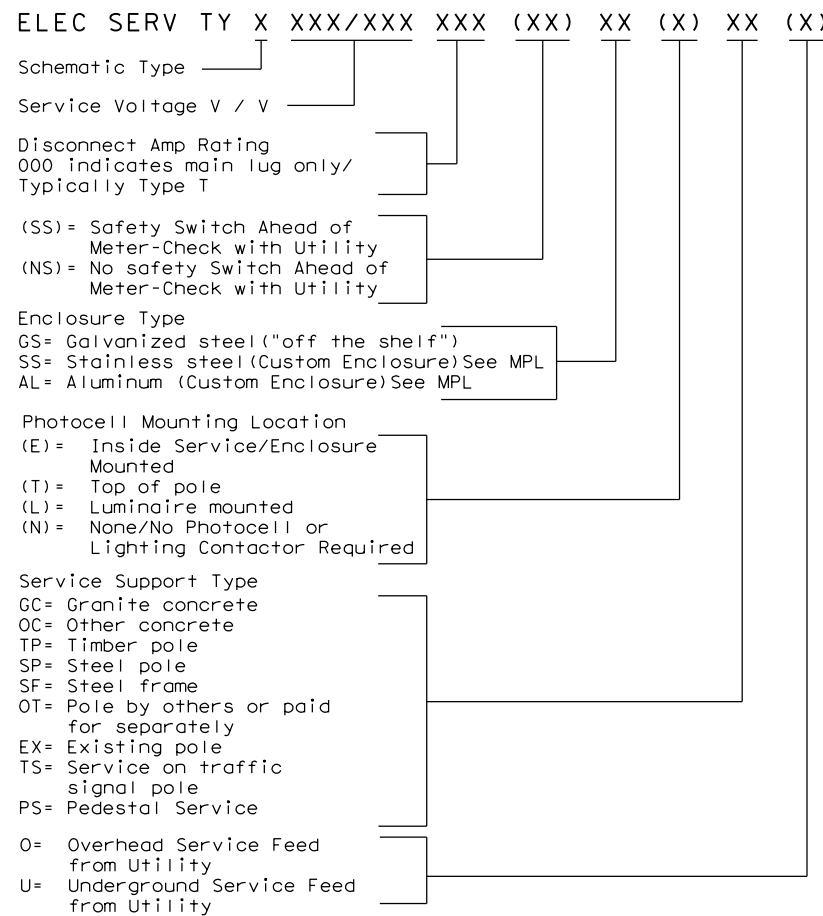 ELEC SERV TY X XXX/XXX XXX (XX) XX (X) XX (X)
Schematic Type
Service Voltage V / V
Disconnect Amp Rating
000 indicates main lug only/
Typically Type T
(SS)= Safety Switch Ahead of
Meter-Check with Utility
(NS)= No safety Switch Ahead of
Meter-Check with Utility
Enclosure Type
GS= Galvanized steel("off the shelf")
SS= Stainless steel(Custom Enclosure)See MPL
AL= Aluminum (Custom Enclosure)See MPL
Photocell Mounting Location
(E)= Inside Service/Enclosure
Mounted
(T)= Top of pole
(L)= Luminaire mounted
(N)= None/No Photocell or
Lighting Contactor Required
Service Support Type
GC= Granite concrete
OC= Other concrete
TP= Timber pole
SP= Steel pole
SF= Steel frame
OT= Pole by others or paid
for separately
EX= Existing pole
TS= Service on traffic
signal pole
PS= Pedestal Service
O= Overhead Service Feed
from Utility
U= Underground Service Feed
from Utility